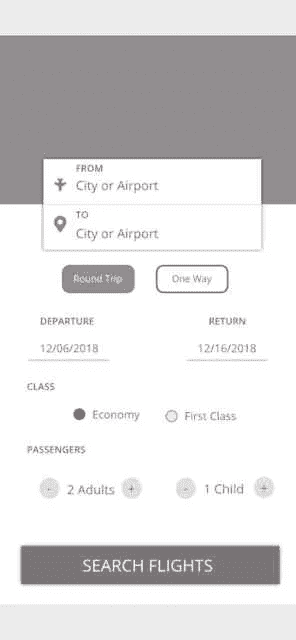 FROM
City or Airport
TO
City or Airport
Round Trip One Way
DEPARTURE RETURN
12/06/2018 12/16/2018
CLASS
Economy First Class
PASSENGERS
- 2 Adults + - 1 Child +
SEARCH FLIGHTS